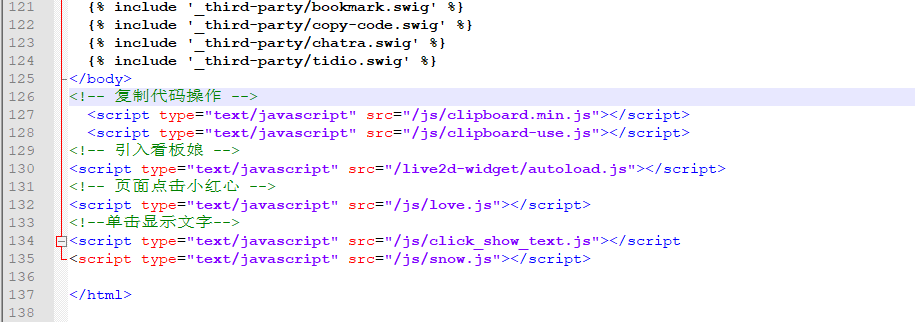 121 {% include '_third-party/bookmark.swig' %}
122 {% include '_third-party/copy-code.swig' %}
123 {% include '_third-party/chatra.swig' %}
124 {% include '_third-party/tidio.swig' %}
125 </body>
126 <!-- 复制代码操作 -->
127 <script type="text/javascript" src="/js/clipboard.min.js"></script>
128 <script type="text/javascript" src="/js/clipboard-use.js"></script>
129 <!-- 引入看板娘 -->
130 <script type="text/javascript" src="/live2d-widget/autoload.js"></script>
131 <!-- 页面点击小红心 -->
132 <script type="text/javascript" src="/js/love.js"></script>
133 <!--单击显示文字-->
134 <script type="text/javascript" src="/js/click_show_text.js"></script
135 <script type="text/javascript" src="/js/snow.js"></script>
136
137 </html>
138